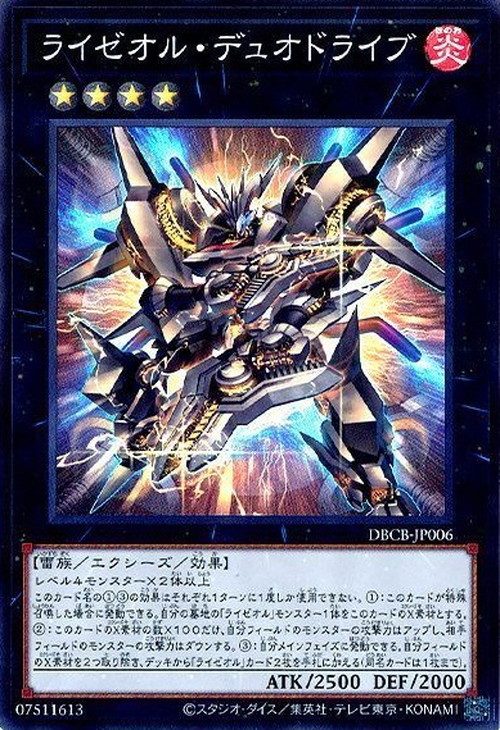 ライゼオル・デュオドライブ
炎
DBCB-JP006
【雷族/エクシーズ/効果】
レベル4モンスター×2体以上
このカード名の①③の効果はそれぞれ1ターンに1度しか使用できない。①：このカードが特殊
召喚した場合に発動できる。自分の墓地の「ライゼオル」モンスター1体をこのカードのX素材とする。
②：このカードのX素材の数×100だけ、自分フィールドのモンスターの攻撃力はアップし、相手
フィールドのモンスターの攻撃力はダウンする。③：自分メインフェイズに発動できる。自分フィールド
のX素材を2つ取り除き、デッキから「ライゼオル」カード2枚を手札に加える（同名カードは1枚まで）。
ATK/2500 DEF/2000
07511613
©スタジオ・ダイス/集英社・テレビ東京・KONAMI